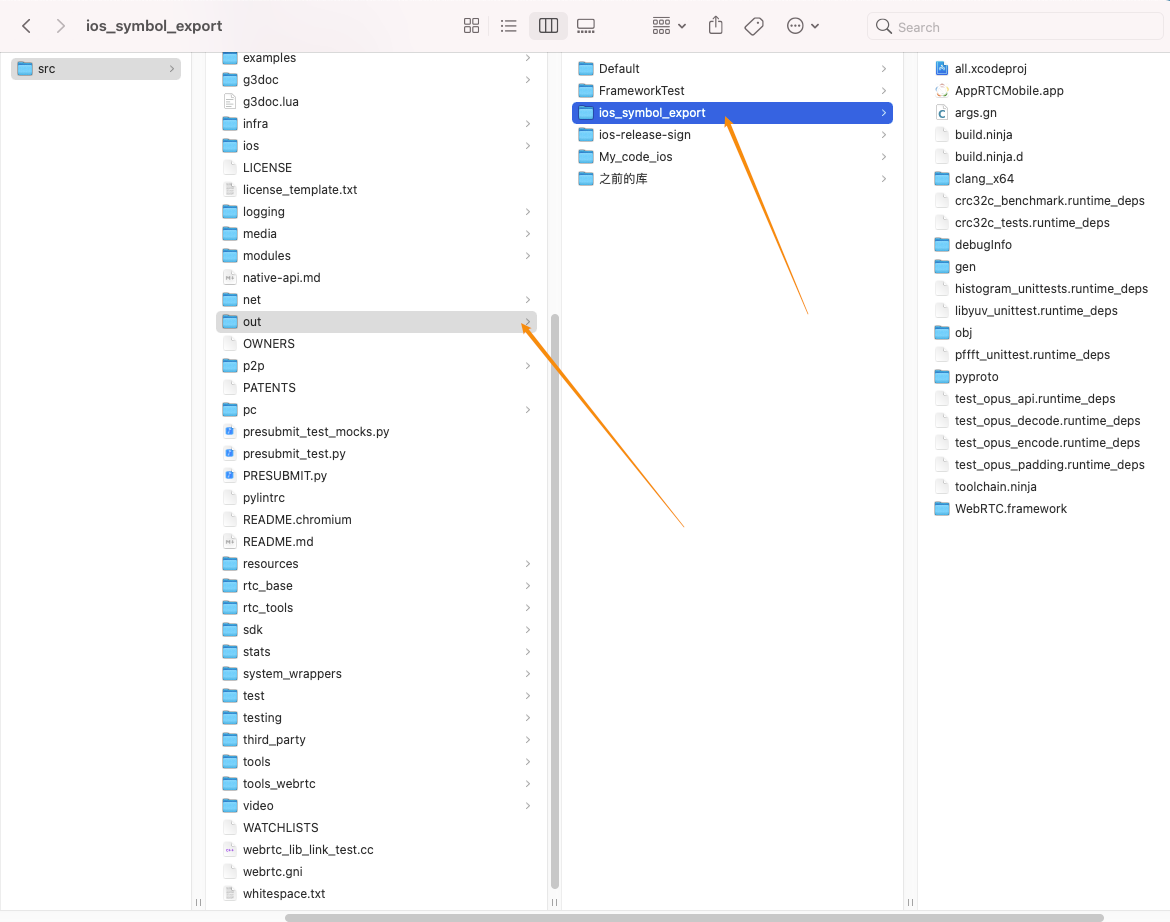 ios_symbol_export
Search
src
examples
g3doc
g3doc.lua
infra
ios
LICENSE
license_template.txt
logging
media
modules
native-api.md
net
out
OWNERS
p2p
PATENTS
pc
presubmit_test_mocks.py
presubmit_test.py
PRESUBMIT.py
pylintrc
README.chromium
README.md
resources
rtc_base
rtc_tools
sdk
stats
system_wrappers
test
testing
third_party
tools
tools_webrtc
video
WATCHLISTS
webrtc_lib_link_test.cc
webrtc.gni
whitespace.txt
Default
FrameworkTest
ios_symbol_export
ios-release-sign
My_code_ios
之前的库
all.xcodeproj
AppRTCMobile.app
args.gn
build.ninja
build.ninja.d
clang_x64
crc32c_benchmark.runtime_deps
crc32c_tests.runtime_deps
debugInfo
gen
histogram_unittests.runtime_deps
libyuv_unittest.runtime_deps
obj
pffft_unittest.runtime_deps
pyproto
test_opus_api.runtime_deps
test_opus_decode.runtime_deps
test_opus_encode.runtime_deps
test_opus_padding.runtime_deps
toolchain.ninja
WebRTC.framework